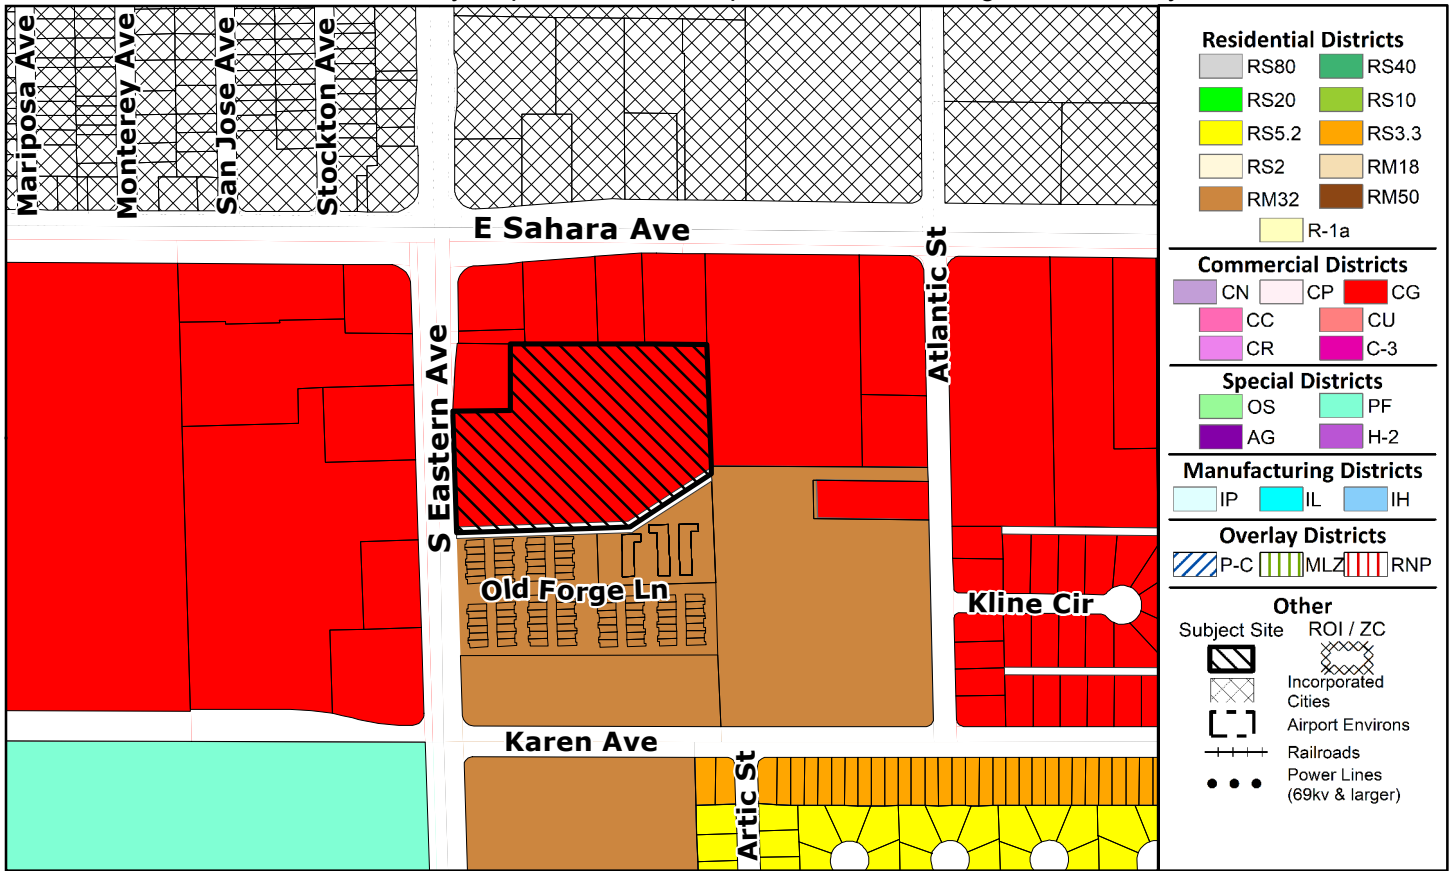 Mariposa Ave
Monterey Ave
San Jose Ave
Stockton Ave
E Sahara Ave
Atlantic St
S Eastern Ave
Old Forge Ln
Kline Cir
Karen Ave
Artic St
Residential Districts
RS80 RS40
RS20 RS10
RS5.2 RS3.3
RS2 RM18
RM32 RM50
R-1a
Commercial Districts
CN CP CG
CC CU
CR C-3
Special Districts
OS PF
AG H-2
Manufacturing Districts
IP IL IH
Overlay Districts
P-C MLZ RNP
Other
Subject Site ROI / ZC
Incorporated
Cities
Airport Environs
Railroads
Power Lines
(69kv & larger)